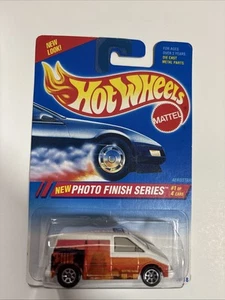 NEW
LOOK!
FOR AGES
OVER 3 YEARS
DIE CAST
METAL PARTS
Hot Wheels
MATTEL
NEW PHOTO FINISH SERIES™ #1 OF
4 CARS